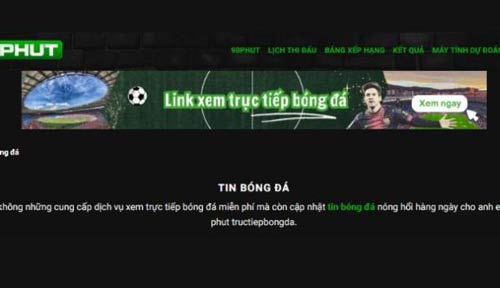 PHUT
90PHUT LỊCH THI ĐẤU BẢNG XẾP HẠNG KẾT QUẢ MÁY TÍNH DỰ ĐOÁN
Link xem trực tiếp bóng đá
Xem ngay
ng đá
TIN BÓNG ĐÁ
không những cung cấp dịch vụ xem trực tiếp bóng đá miễn phí mà còn cập nhật tin bóng đá nóng hổi hàng ngày cho anh e
phut tructiepbongda.